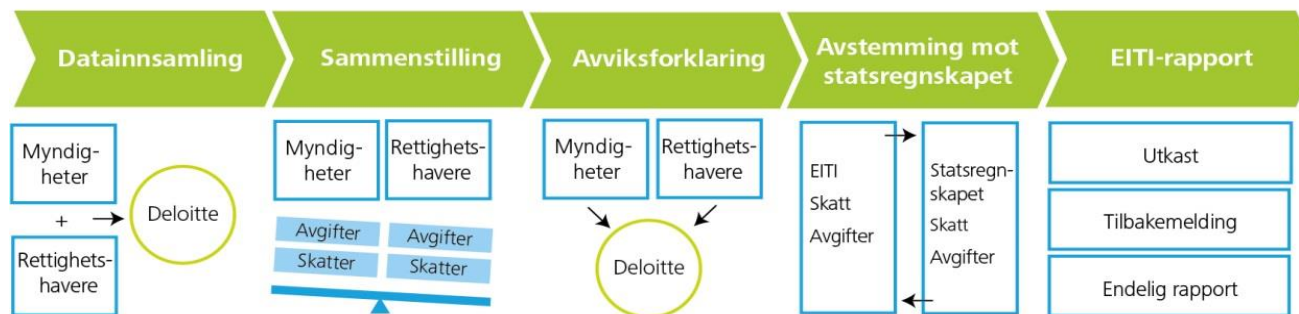 Datainnsamling
Sammenstilling
Avviksforklaring
Avstemming mot
statsregnskapet
EITI-rapport
Myndig-
heter
+
Rettighets-
havere
Deloitte
Myndig-
heter
Rettighets-
havere
Avgifter
Avgifter
Skatter
Skatter
Myndig-
heter
Rettighets-
havere
Deloitte
EITI
Skatt
Avgifter
Statsregn-
skapet
Skatt
Avgifter
Utkast
Tilbakemelding
Endelig rapport